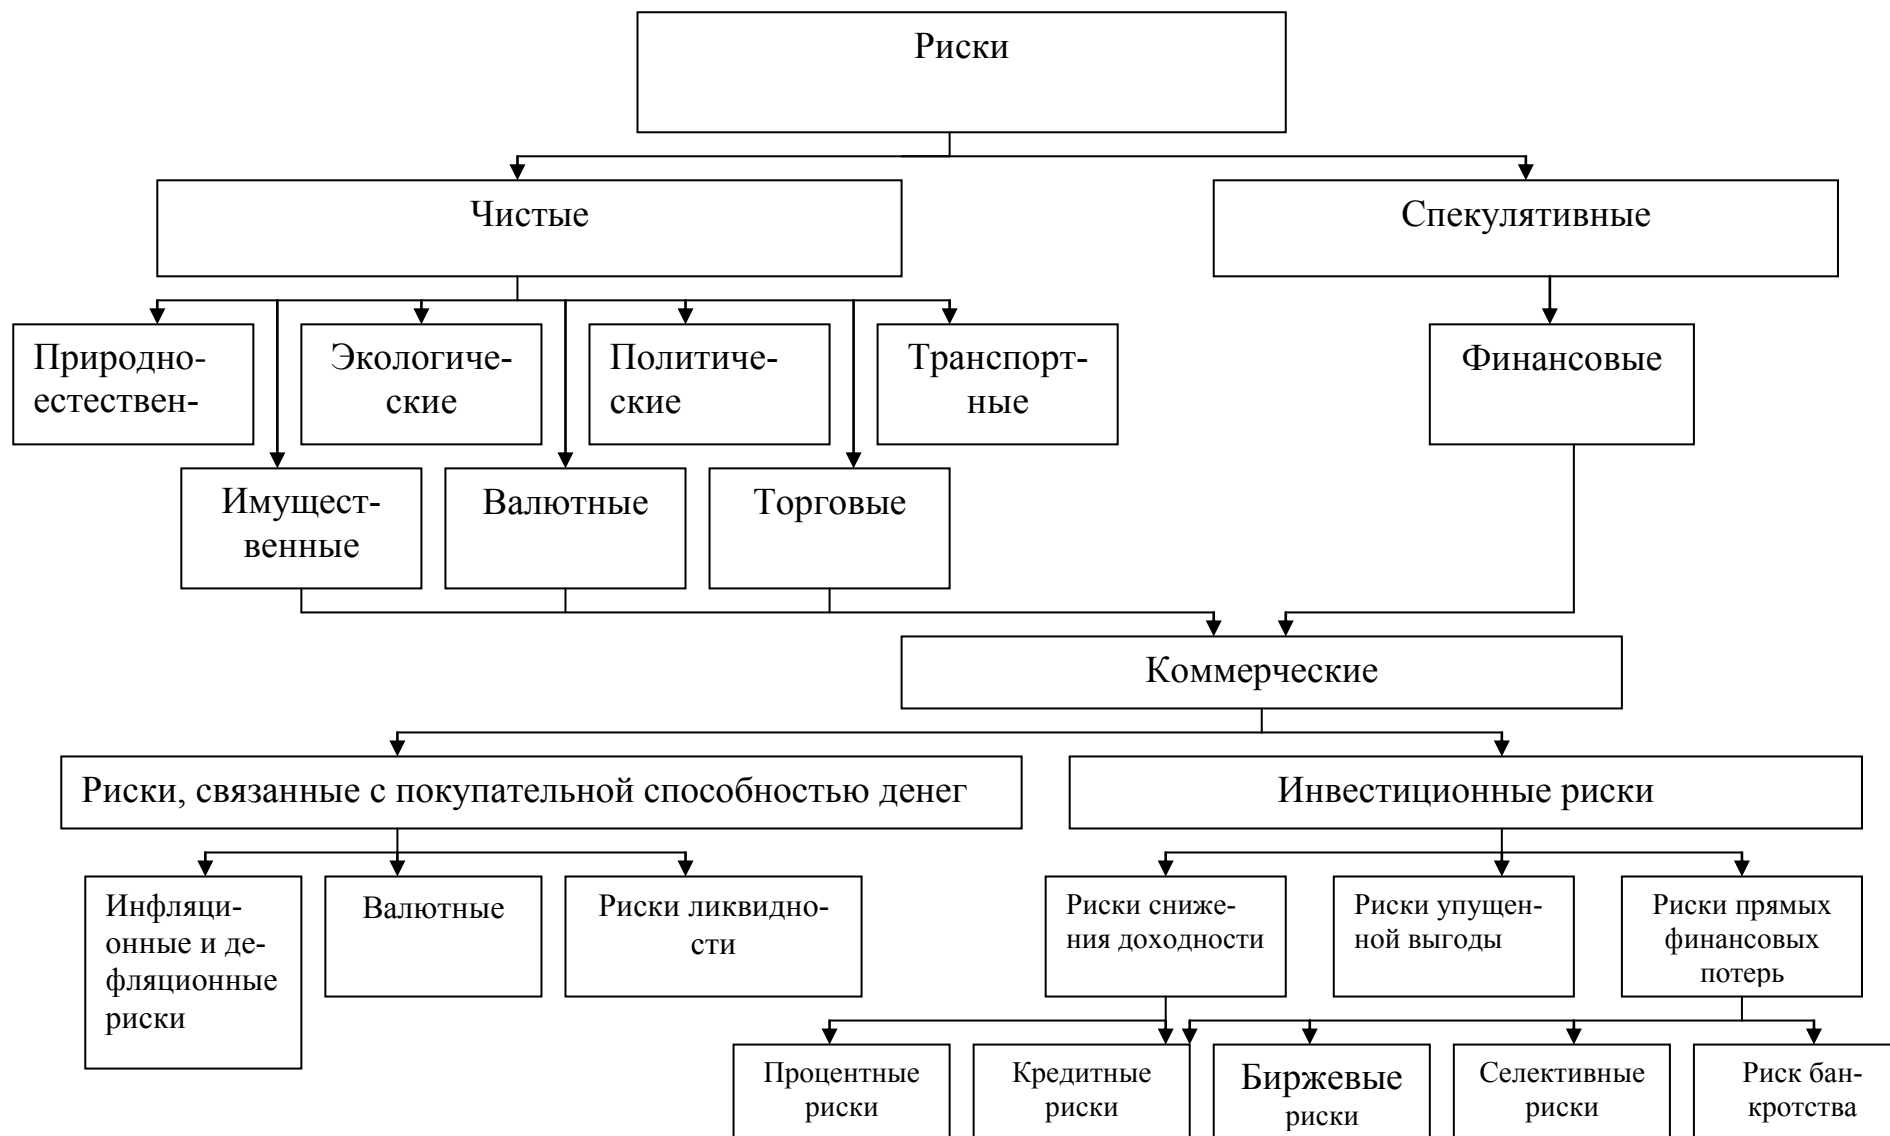 Риски
Чистые
Спекулятивные
Природно-
естествен-
Экологиче-
ские
Политиче-
ские
Транспорт-
ные
Финансовые
Имущест-
венные
Валютные
Торговые
Коммерческие
Риски, связанные с покупательной способностью денег
Инвестиционные риски
Инфляци-
онные и де-
фляционные
риски
Валютные
Риски ликвидно-
сти
Риски сниже-
ния доходности
Риски упущен-
ной выгоды
Риски прямых
финансовых
потерь
Процентные
риски
Кредитные
риски
Биржевые
риски
Селективные
риски
Риск бан-
кротства